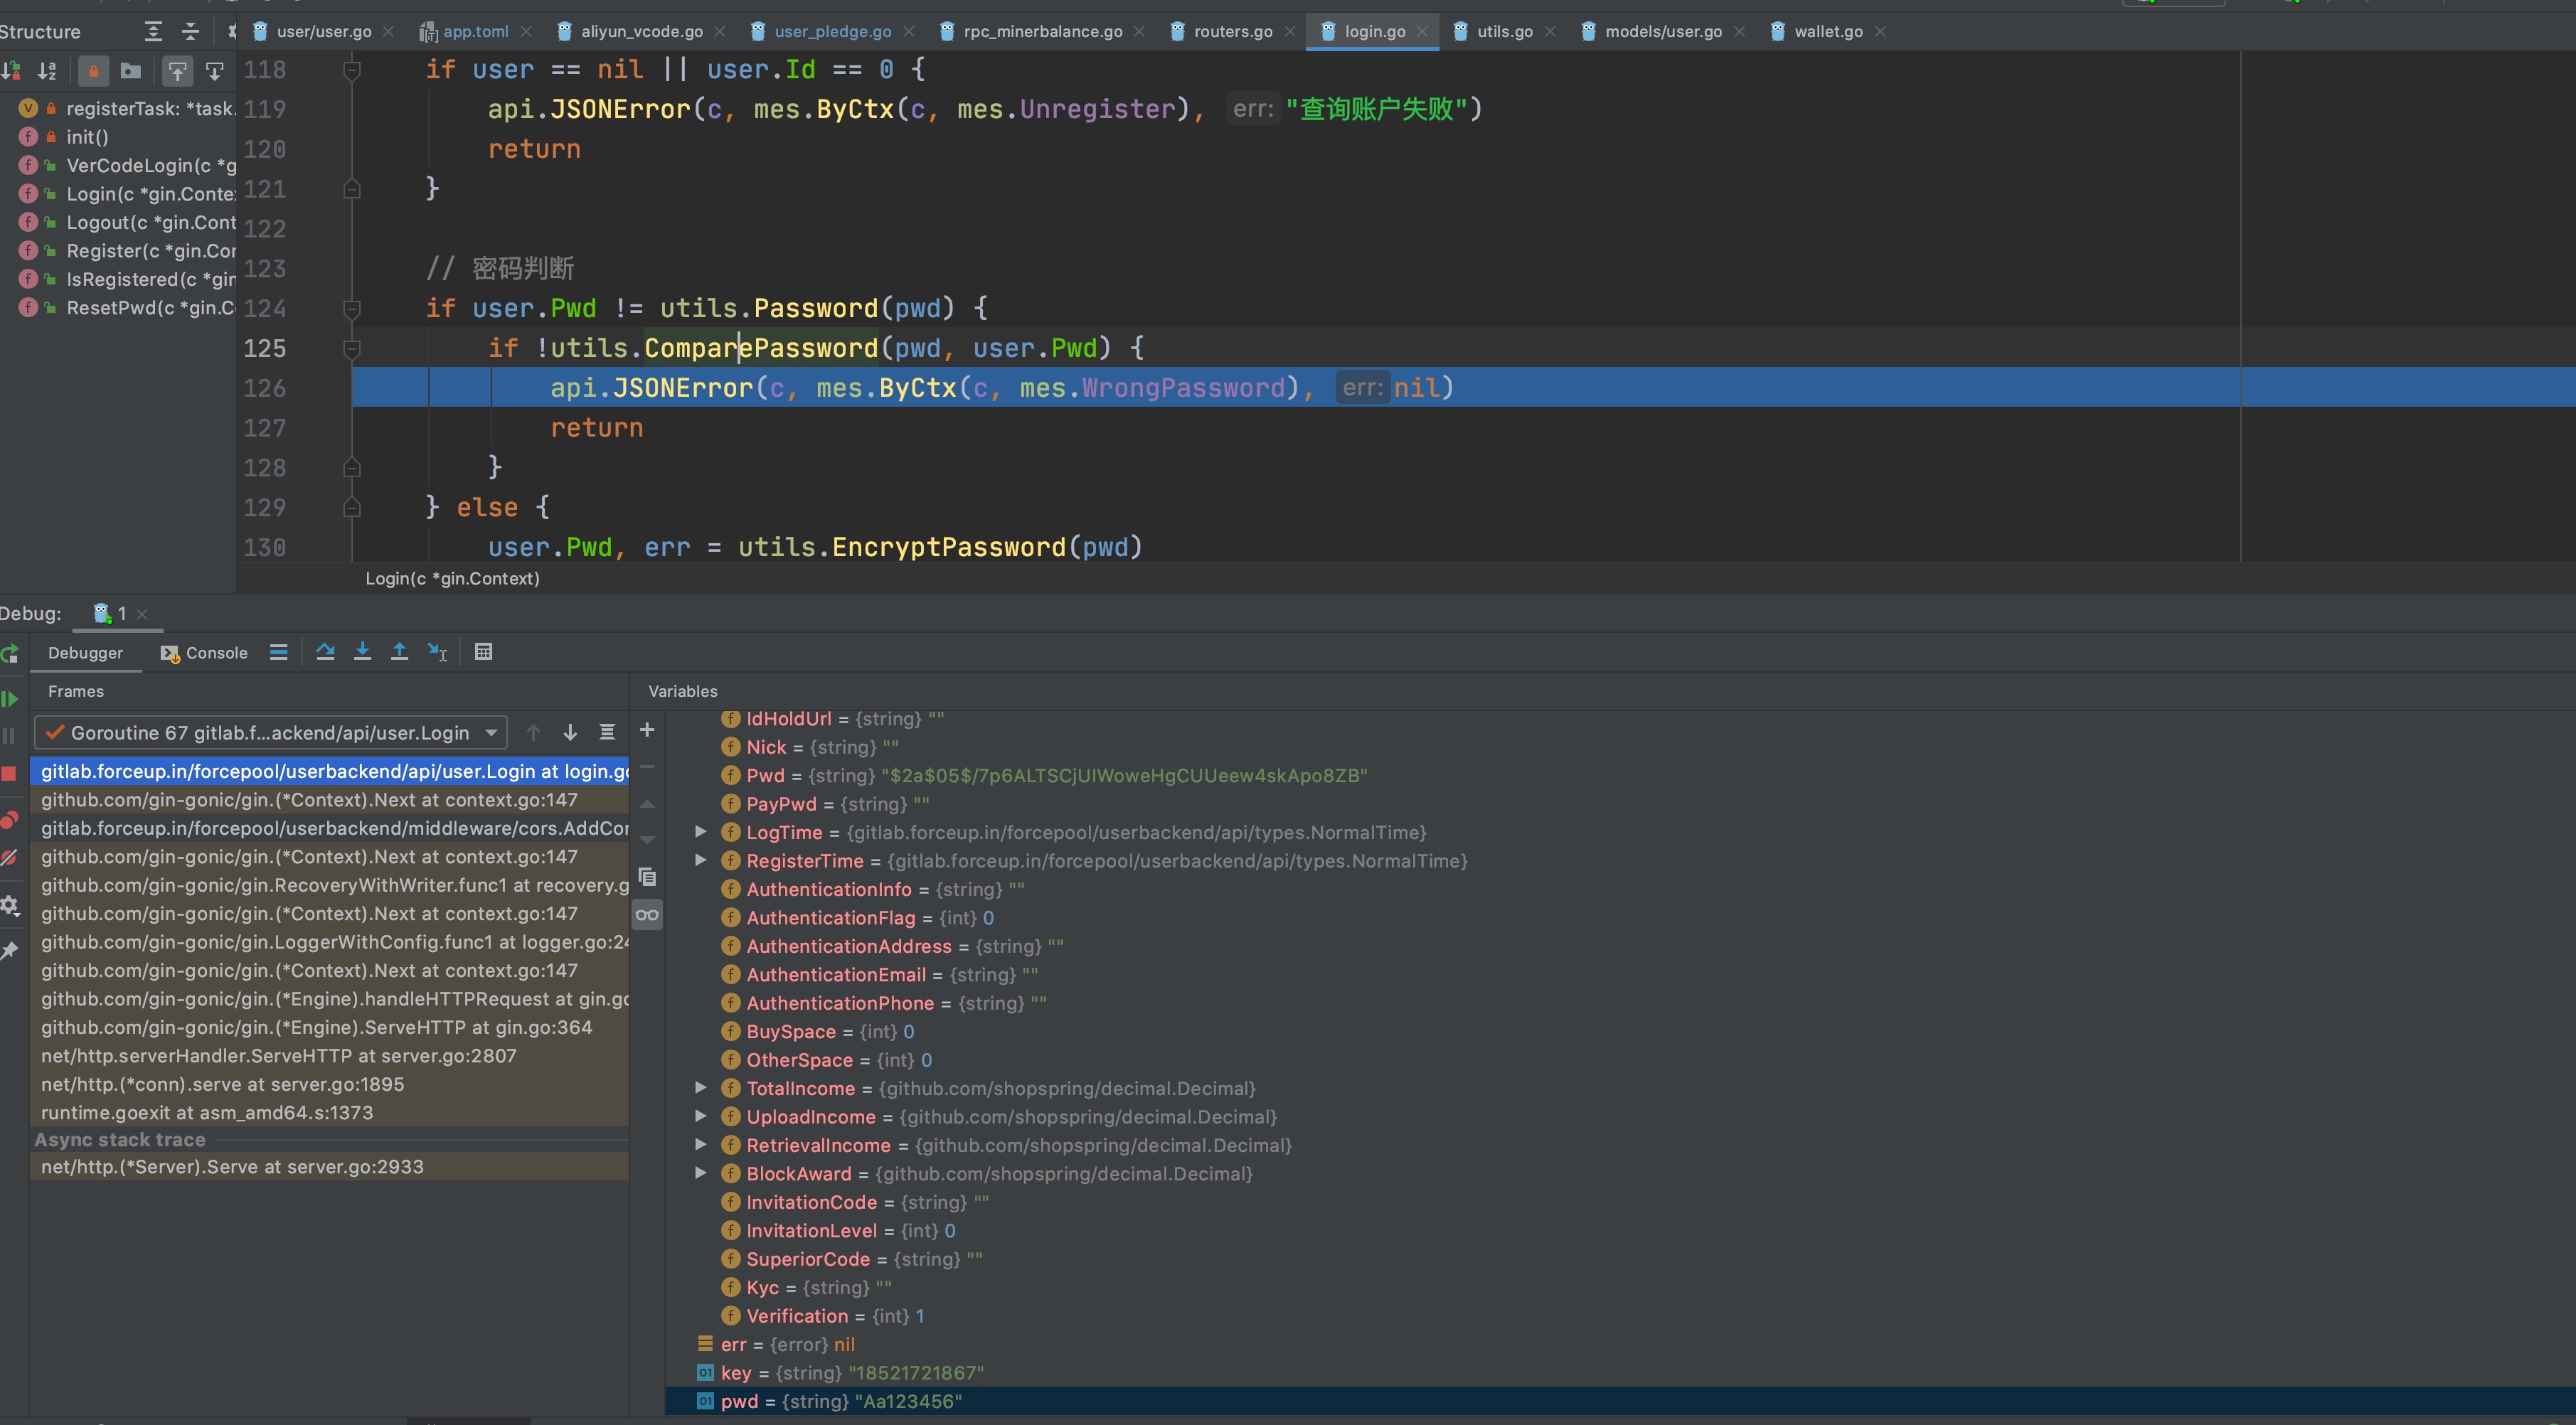 Structure
user/user.go
app.toml
aliyun_vcode.go
user_pledge.go
rpc_minerbalance.go
routers.go
login.go
utils.go
models/user.go
wallet.go
registerTask: *task.
init()
VerCodeLogin(c *g
Login(c *gin.Conte
Logout(c *gin.Cont
Register(c *gin.Con
IsRegistered(c *gin
ResetPwd(c *gin.C
118 if user == nil || user.Id == 0 {
119 api.JSONError(c, mes.ByCtx(c, mes.Unregister), err: "查询账户失败")
120 return
121 }
122
123 // 密码判断
124 if user.Pwd != utils.Password(pwd) {
125 if !utils.ComparePassword(pwd, user.Pwd) {
126 api.JSONError(c, mes.ByCtx(c, mes.WrongPassword), err: nil)
127 return
128 }
129 } else {
130 user.Pwd, err = utils.EncryptPassword(pwd)
Login(c *gin.Context)
Debug: 1
Debugger Console
Frames
Goroutine 67 gitlab.f...ackend/api/user.Login
gitlab.forceup.in/forcepool/userbackend/api/user.Login at login.go
github.com/gin-gonic/gin.(*Context).Next at context.go:147
gitlab.forceup.in/forcepool/userbackend/middleware/cors.AddCor
github.com/gin-gonic/gin.(*Context).Next at context.go:147
github.com/gin-gonic/gin.RecoveryWithWriter.func1 at recovery.g
github.com/gin-gonic/gin.(*Context).Next at context.go:147
github.com/gin-gonic/gin.LoggerWithConfig.func1 at logger.go:24
github.com/gin-gonic/gin.(*Context).Next at context.go:147
github.com/gin-gonic/gin.(*Engine).handleHTTPRequest at gin.go
github.com/gin-gonic/gin.(*Engine).ServeHTTP at gin.go:364
net/http.serverHandler.ServeHTTP at server.go:2807
net/http.(*conn).serve at server.go:1895
runtime.goexit at asm_amd64.s:1373
Async stack trace
net/http.(*Server).Serve at server.go:2933
Variables
IdHoldUrl = {string} ""
Nick = {string} ""
Pwd = {string} "$2a$05$/7p6ALTSCjUIWoweHgCUUeew4skApo8ZB"
PayPwd = {string} ""
LogTime = {gitlab.forceup.in/forcepool/userbackend/api/types.NormalTime}
RegisterTime = {gitlab.forceup.in/forcepool/userbackend/api/types.NormalTime}
AuthenticationInfo = {string} ""
AuthenticationFlag = {int} 0
AuthenticationAddress = {string} ""
AuthenticationEmail = {string} ""
AuthenticationPhone = {string} ""
BuySpace = {int} 0
OtherSpace = {int} 0
TotalIncome = {github.com/shopspring/decimal.Decimal}
UploadIncome = {github.com/shopspring/decimal.Decimal}
RetrievalIncome = {github.com/shopspring/decimal.Decimal}
BlockAward = {github.com/shopspring/decimal.Decimal}
InvitationCode = {string} ""
InvitationLevel = {int} 0
SuperiorCode = {string} ""
Kyc = {string} ""
Verification = {int} 1
err = {error} nil
key = {string} "18521721867"
pwd = {string} "Aa123456"